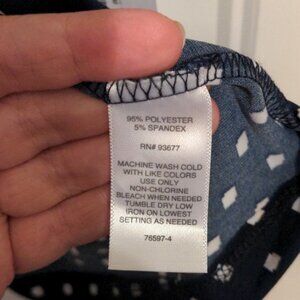 95% POLYESTER
5% SPANDEX
RN# 93677
MACHINE WASH COLD
WITH LIKE COLORS
USE ONLY
NON-CHLORINE
BLEACH WHEN NEEDED
TUMBLE DRY LOW
IRON ON LOWEST
SETTING AS NEEDED
76597-4